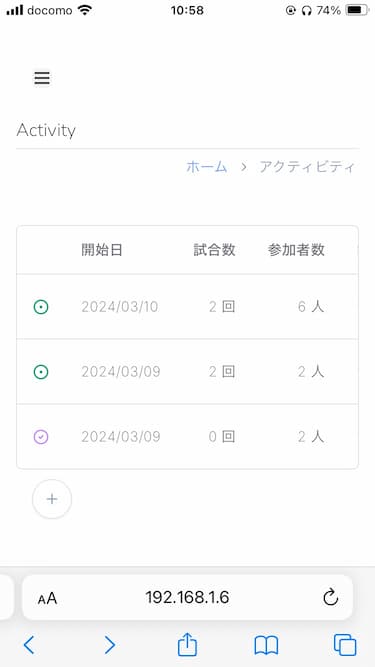 docomo 10:58 74%
Activity
ホーム > アクティビティ
開始日 試合数 参加者数
2024/03/10 2 回 6 人
2024/03/09 2 回 2 人
2024/03/09 0 回 2 人
+
AA 192.168.1.6